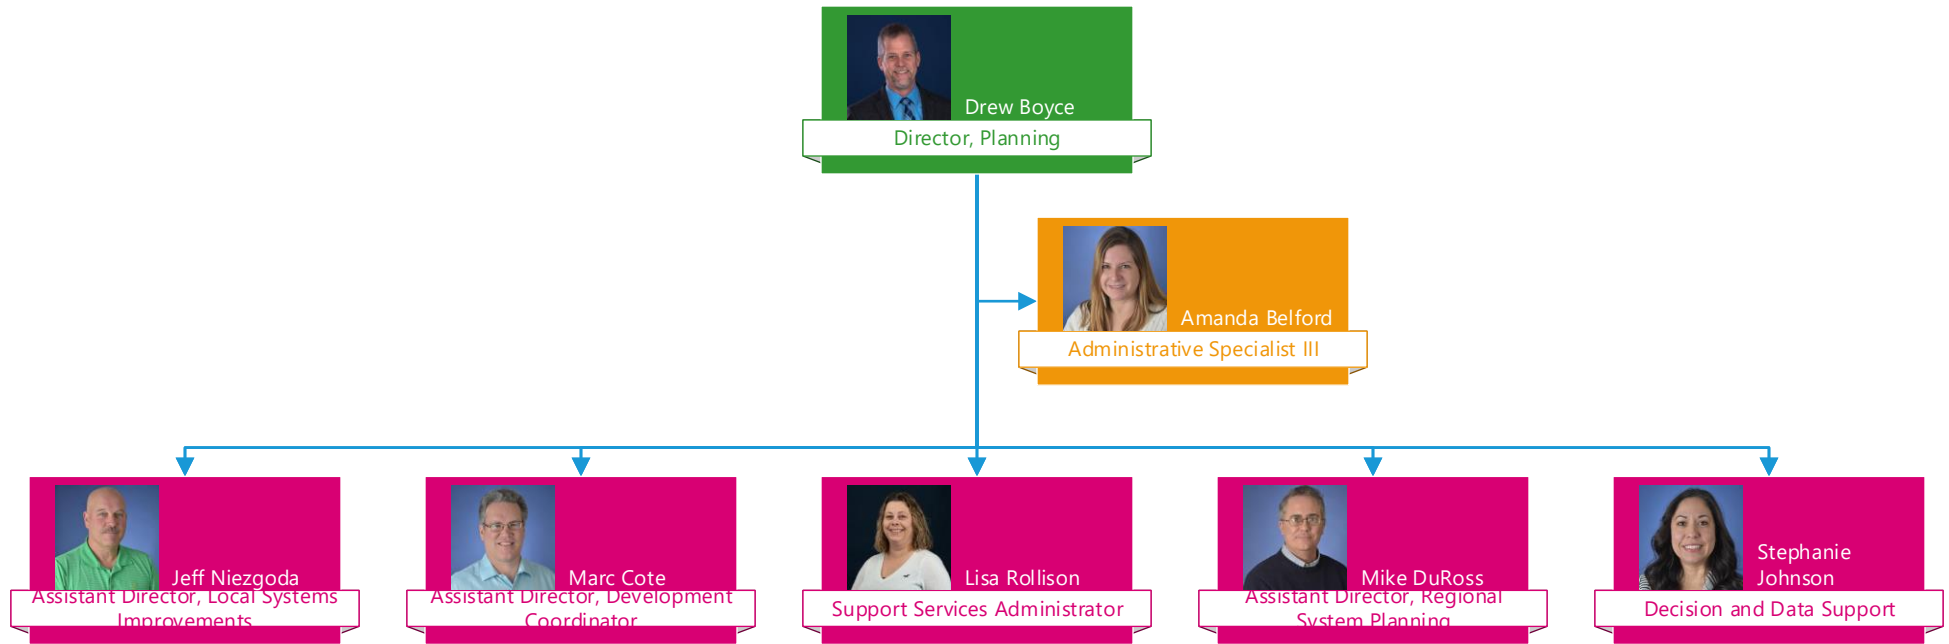 Drew Boyce
Director, Planning
Amanda Belford
Administrative Specialist III
Jeff Niezgoda
Assistant Director, Local Systems
Improvements
Marc Cote
Assistant Director, Development
Coordinator
Lisa Rollison
Support Services Administrator
Mike DuRoss
Assistant Director, Regional
System Planning
Stephanie
Johnson
Decision and Data Support